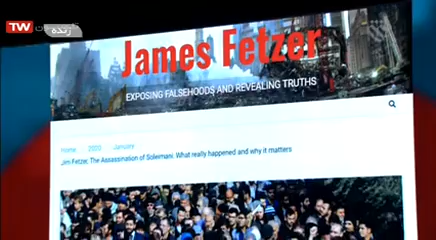 TW
زنده
James Fetzer
EXPOSING FALSEHOODS AND REVEALING TRUTHS
Home 2020 January
Jim Fetzer, The Assassination of Soleimani: What really happened and why it matters